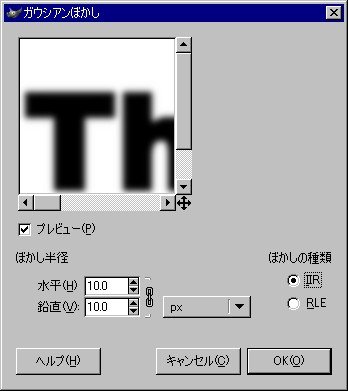 ガウシアンぼかし
Th
プレビュー(P)
ぼかし半径
ぼかしの種類
水平(H) 10.0
IIR
鉛直(V): 10.0
px
RLE
ヘルプ(H)
キャンセル(C)
OK(O)